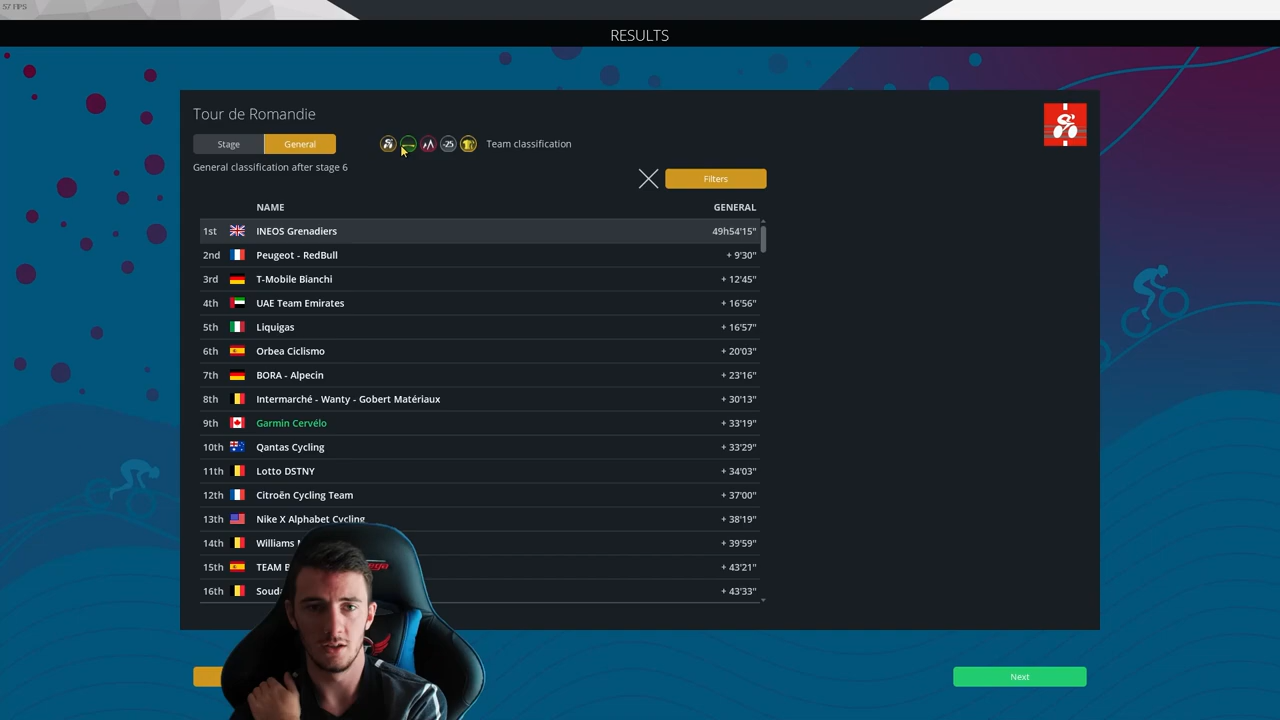 57 FPS
RESULTS
Tour de Romandie
Stage General -25 Team classification
General classification after stage 6
Filters
NAME GENERAL
1st INEOS Grenadiers 49h54'15"
2nd Peugeot - RedBull + 9'30"
3rd T-Mobile Bianchi + 12'45"
4th UAE Team Emirates + 16'56"
5th Liquigas + 16'57"
6th Orbea Ciclismo + 20'03"
7th BORA - Alpecin + 23'16"
8th Intermarché - Wanty - Gobert Matériaux + 30'13"
9th Garmin Cervélo + 33'19"
10th Qantas Cycling + 33'29"
11th Lotto DSTNY + 34'03"
12th Citroën Cycling Team + 37'00"
13th Nike X Alphabet Cycling + 38'19"
14th Williams + 39'59"
15th TEAM + 43'21"
16th + 43'33"
Next